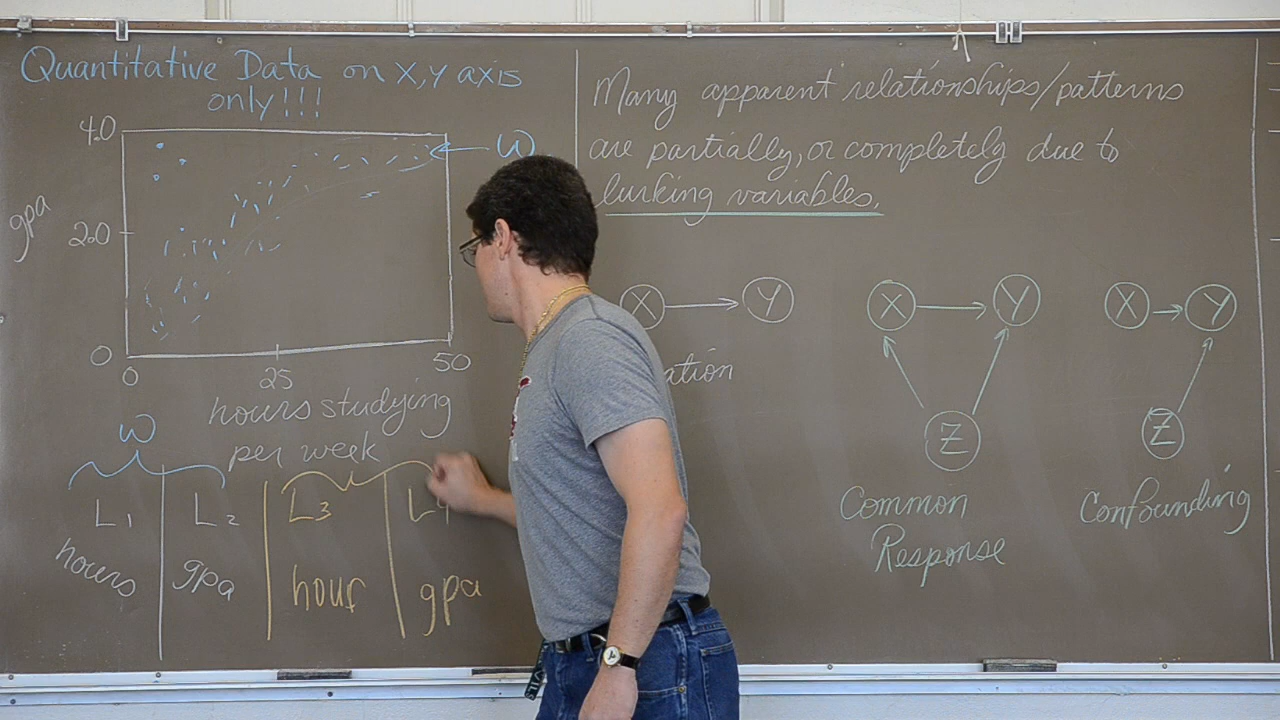 Quantitative Data on X,Y axis
only!!!
4.0
2.0
0
gpa
W
0 25 50
hours studying
per week
W
L1 L2 L3 L4
hours gpa hour gpa
Many apparent relationships/patterns
are partially, or completely due to
lurking variables.
X Y
ation
X Y
Z
Common
Response
X Y
Z
Confounding